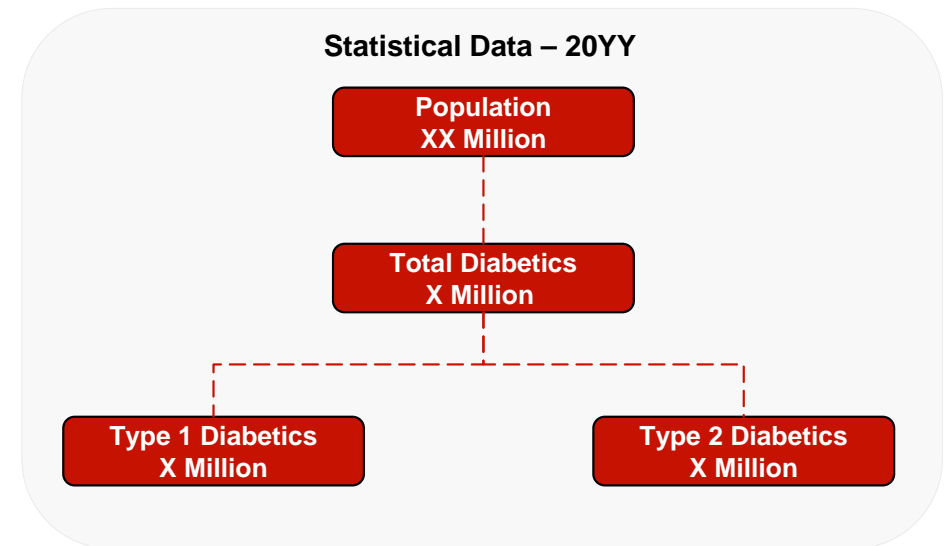 Statistical Data – 20YY
Population
XX Million
Total Diabetics
X Million
Type 1 Diabetics
X Million
Type 2 Diabetics
X Million